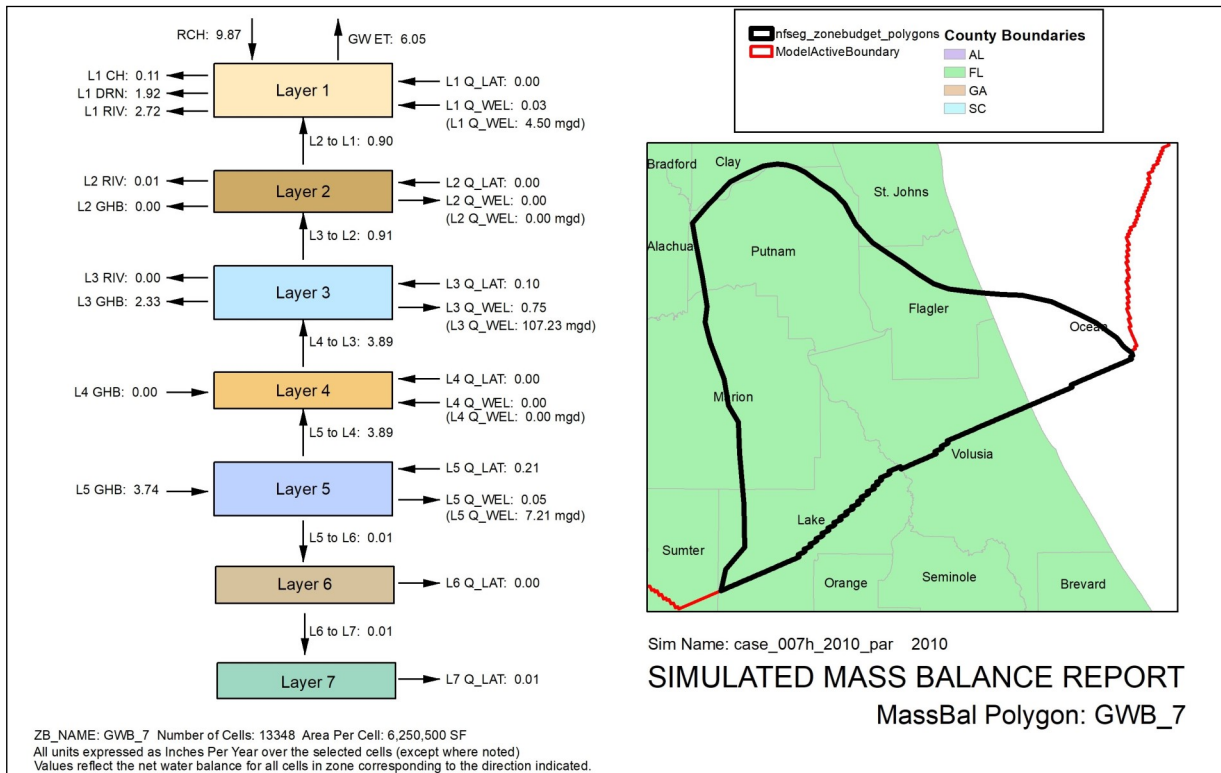 RCH: 9.87
GW ET: 6.05
L1 CH: 0.11
L1 DRN: 1.92
L1 RIV: 2.72
Layer 1
L1 Q_LAT: 0.00
L1 Q_WEL: 0.03
(L1 Q_WEL: 4.50 mgd)
L2 to L1: 0.90
L2 RIV: 0.01
L2 GHB: 0.00
Layer 2
L2 Q_LAT: 0.00
L2 Q_WEL: 0.00
(L2 Q_WEL: 0.00 mgd)
L3 to L2: 0.91
L3 RIV: 0.00
L3 GHB: 2.33
Layer 3
L3 Q_LAT: 0.10
L3 Q_WEL: 0.75
(L3 Q_WEL: 107.23 mgd)
L4 to L3: 3.89
L4 GHB: 0.00
Layer 4
L4 Q_LAT: 0.00
L4 Q_WEL: 0.00
(L4 Q_WEL: 0.00 mgd)
L5 to L4: 3.89
L5 GHB: 3.74
Layer 5
L5 Q_LAT: 0.21
L5 Q_WEL: 0.05
(L5 Q_WEL: 7.21 mgd)
L5 to L6: 0.01
Layer 6
L6 Q_LAT: 0.00
L6 to L7: 0.01
Layer 7
L7 Q_LAT: 0.01
ZB_NAME: GWB_7 Number of Cells: 13348 Area Per Cell: 6,250,500 SF
All units expressed as Inches Per Year over the selected cells (except where noted)
Values reflect the net water balance for all cells in zone corresponding to the direction indicated.
nfseg_zonebudget_polygons
ModelActiveBoundary
County Boundaries
AL
FL
GA
SC
Bradford
Clay
St. Johns
Alachua
Putnam
Flagler
Ocean
Marion
Volusia
Lake
Sumter
Orange
Seminole
Brevard
Sim Name: case_007h_2010_par 2010
SIMULATED MASS BALANCE REPORT
MassBal Polygon: GWB_7